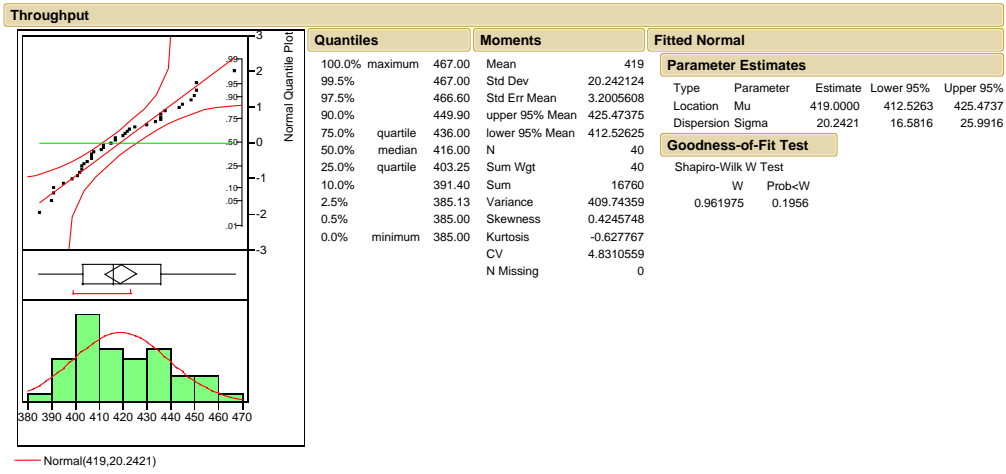 Throughput
3
2
1
0
-1
-2
-3
.99
.95
.90
.75
.50
.25
.10
.05
.01
Normal Quantile Plot
380 390 400 410 420 430 440 450 460 470
Normal(419,20.2421)
Quantiles
100.0% maximum 467.00
99.5% 467.00
97.5% 466.60
90.0% 449.90
75.0% quartile 436.00
50.0% median 416.00
25.0% quartile 403.25
10.0% 391.40
2.5% 385.13
0.5% 385.00
0.0% minimum 385.00
Moments
Mean 419
Std Dev 20.242124
Std Err Mean 3.2005608
upper 95% Mean 425.47375
lower 95% Mean 412.52625
N 40
Sum Wgt 40
Sum 16760
Variance 409.74359
Skewness 0.4245748
Kurtosis -0.627767
CV 4.8310559
N Missing 0
Fitted Normal
Parameter Estimates
Type Parameter Estimate Lower 95% Upper 95%
Location Mu 419.0000 412.5263 425.4737
Dispersion Sigma 20.2421 16.5816 25.9916
Goodness-of-Fit Test
Shapiro-Wilk W Test
W Prob<W
0.961975 0.1956